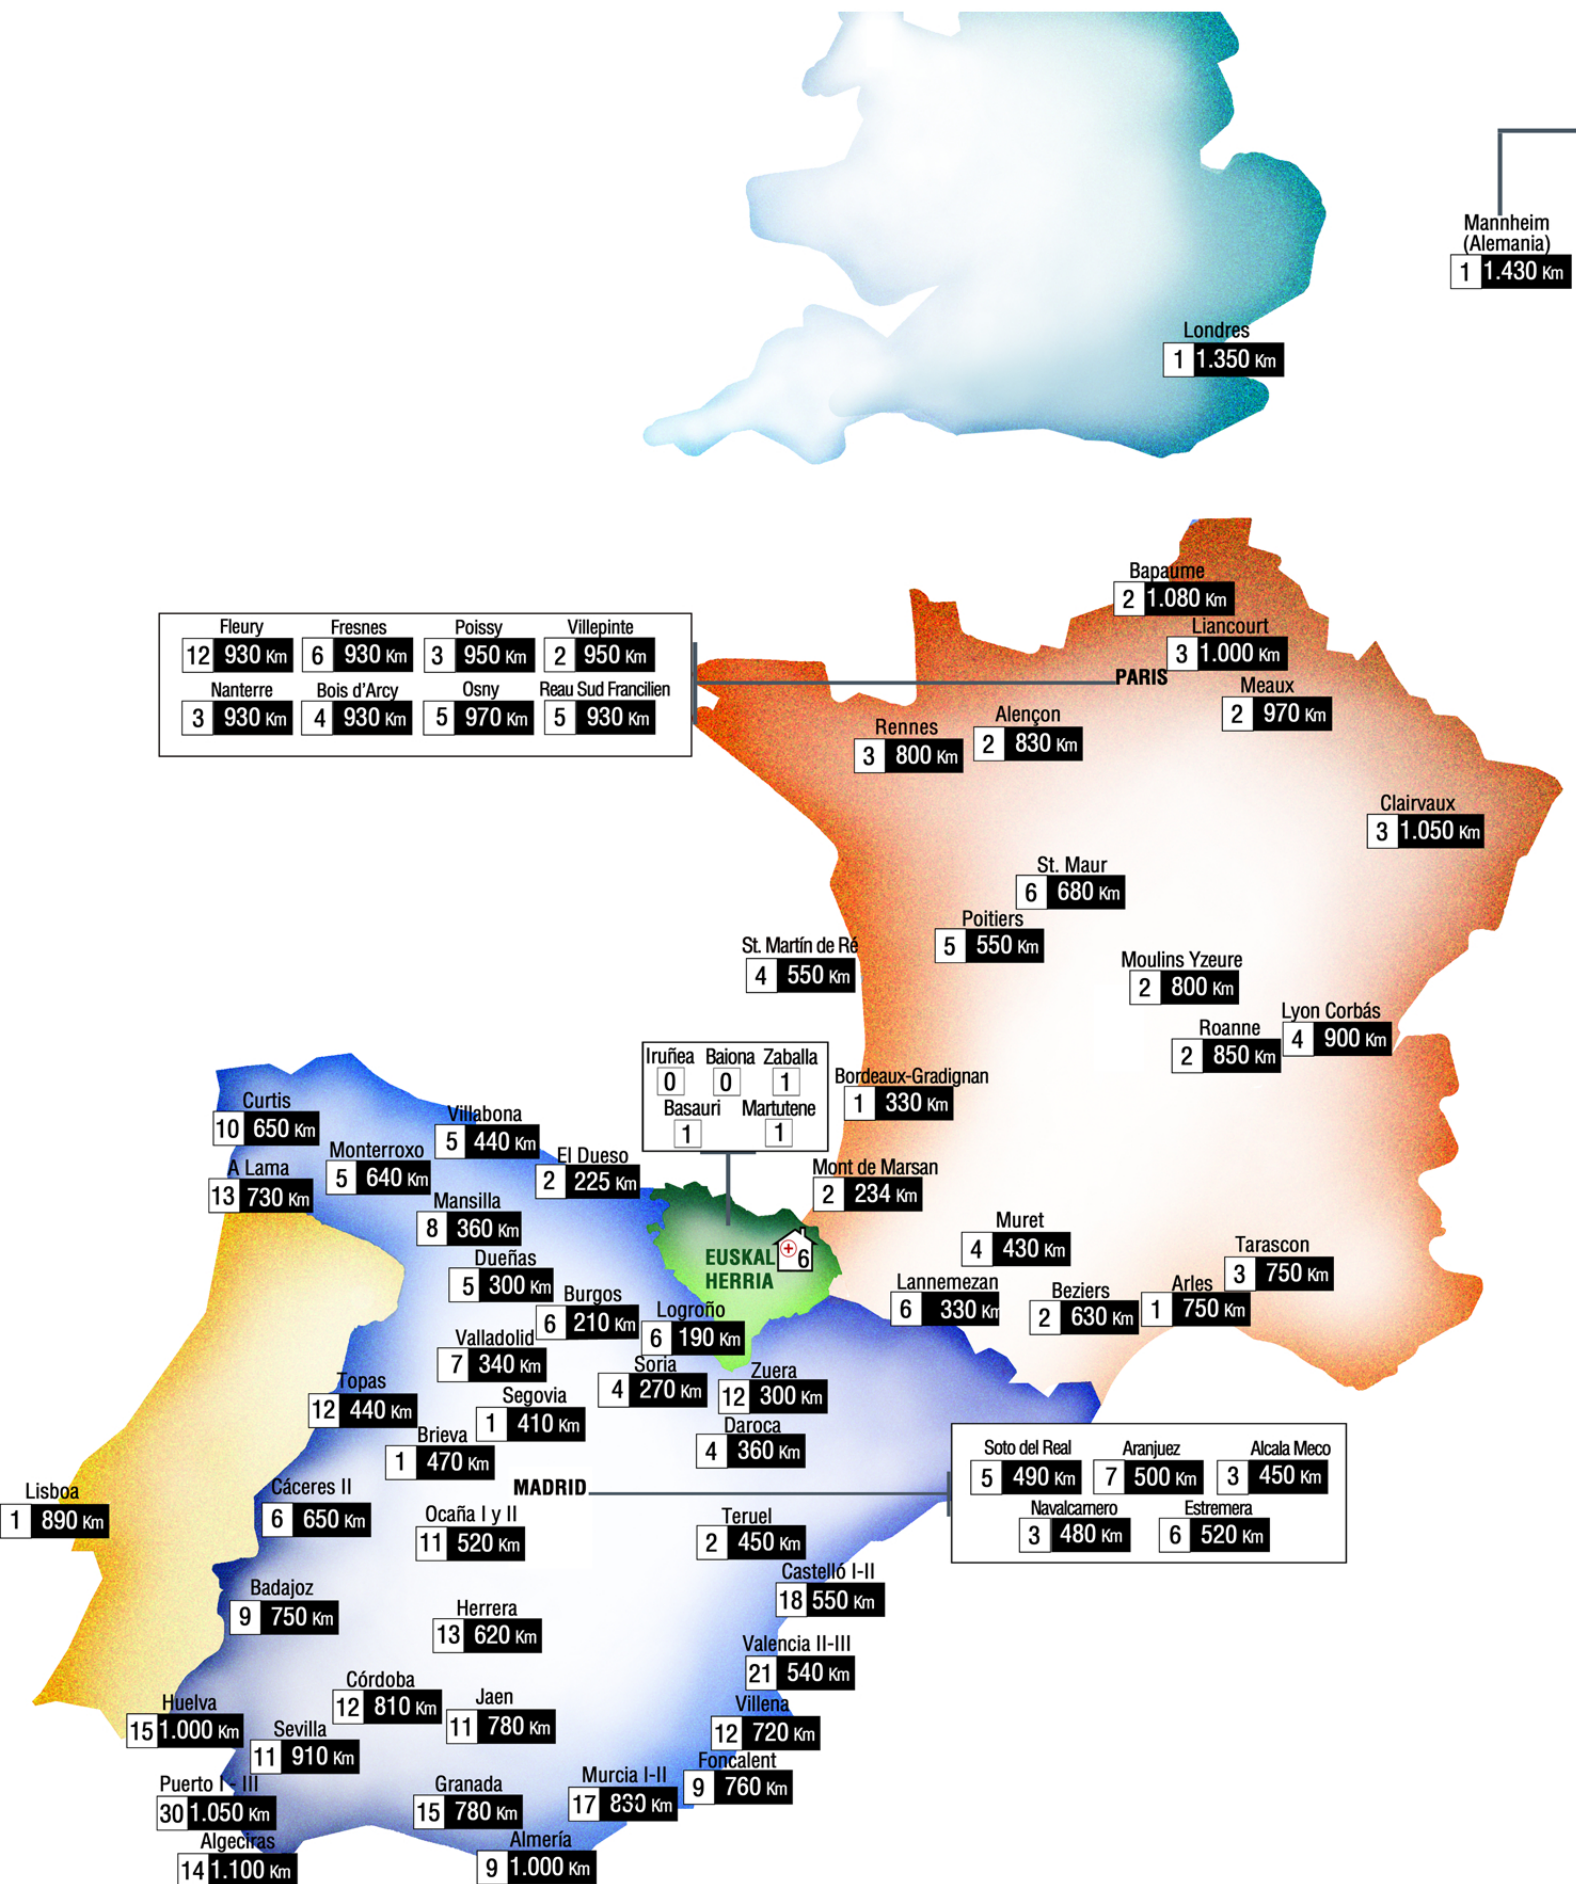 Mannheim
(Alemania)
1 1.430 Km
Londres
1 1.350 Km
Bapaume
2 1.080 Km
Liancourt
3 1.000 Km
PARIS
Fleury
12 930 Km
Fresnes
6 930 Km
Poissy
3 950 Km
Villepinte
2 950 Km
Nanterre
3 930 Km
Bois d'Arcy
4 930 Km
Osny
5 970 Km
Reau Sud Francilien
5 930 Km
Meaux
2 970 Km
Rennes
3 800 Km
Alençon
2 830 Km
Clairvaux
3 1.050 Km
St. Maur
6 680 Km
Poitiers
5 550 Km
St. Martín de Ré
4 550 Km
Moulins Yzeure
2 800 Km
Lyon Corbás
4 900 Km
Roanne
2 850 Km
Iruñea
0
Baiona
0
Zaballa
1
Basauri
1
Martutene
1
Bordeaux-Gradignan
1 330 Km
Mont de Marsan
2 234 Km
Curtis
10 650 Km
Villabona
5 440 Km
Monterroxo
5 640 Km
El Dueso
2 225 Km
A Lama
13 730 Km
Mansilla
8 360 Km
EUSKAL
HERRIA
6
Muret
4 430 Km
Tarascon
3 750 Km
Dueñas
5 300 Km
Lannemezan
6 330 Km
Beziers
2 630 Km
Arles
1 750 Km
Burgos
6 210 Km
Logroño
6 190 Km
Valladolid
7 340 Km
Soria
4 270 Km
Zuera
12 300 Km
Topas
12 440 Km
Segovia
1 410 Km
Daroca
4 360 Km
Brieva
1 470 Km
MADRID
Soto del Real
5 490 Km
Aranjuez
7 500 Km
Alcala Meco
3 450 Km
Navalcarnero
3 480 Km
Estremera
6 520 Km
Lisboa
1 890 Km
Cáceres II
6 650 Km
Ocaña I y II
11 520 Km
Teruel
2 450 Km
Castelló I-II
18 550 Km
Badajoz
9 750 Km
Herrera
13 620 Km
Valencia II-III
21 540 Km
Córdoba
12 810 Km
Jaen
11 780 Km
Villena
12 720 Km
Huelva
15 1.000 Km
Sevilla
11 910 Km
Foncalent
9 760 Km
Puerto I - III
30 1.050 Km
Granada
15 780 Km
Murcia I-II
17 Km
Algeciras
14 1.100 Km
Almería
9 1.000 Km